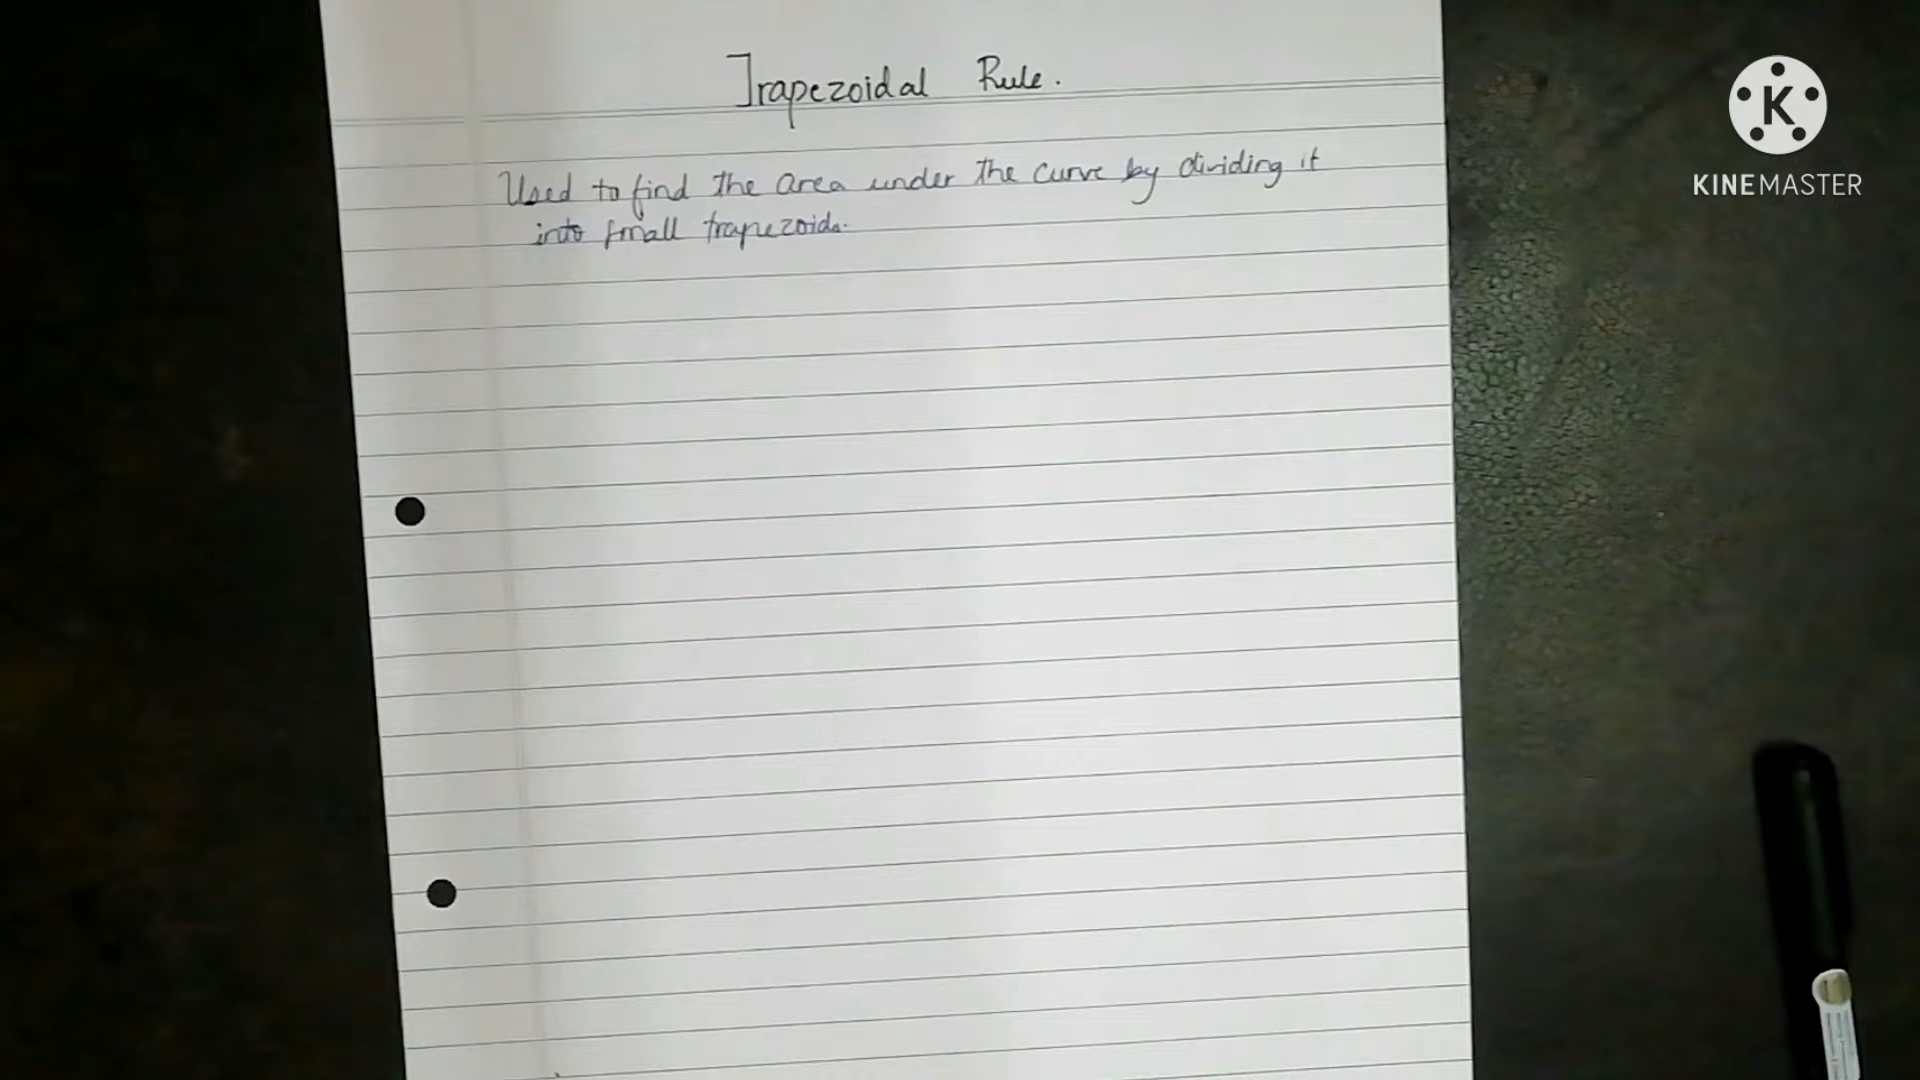 Trapezoidal Rule.
Used to find the area under the curve by dividing it
into small trapezoids.
K
KINEMASTER